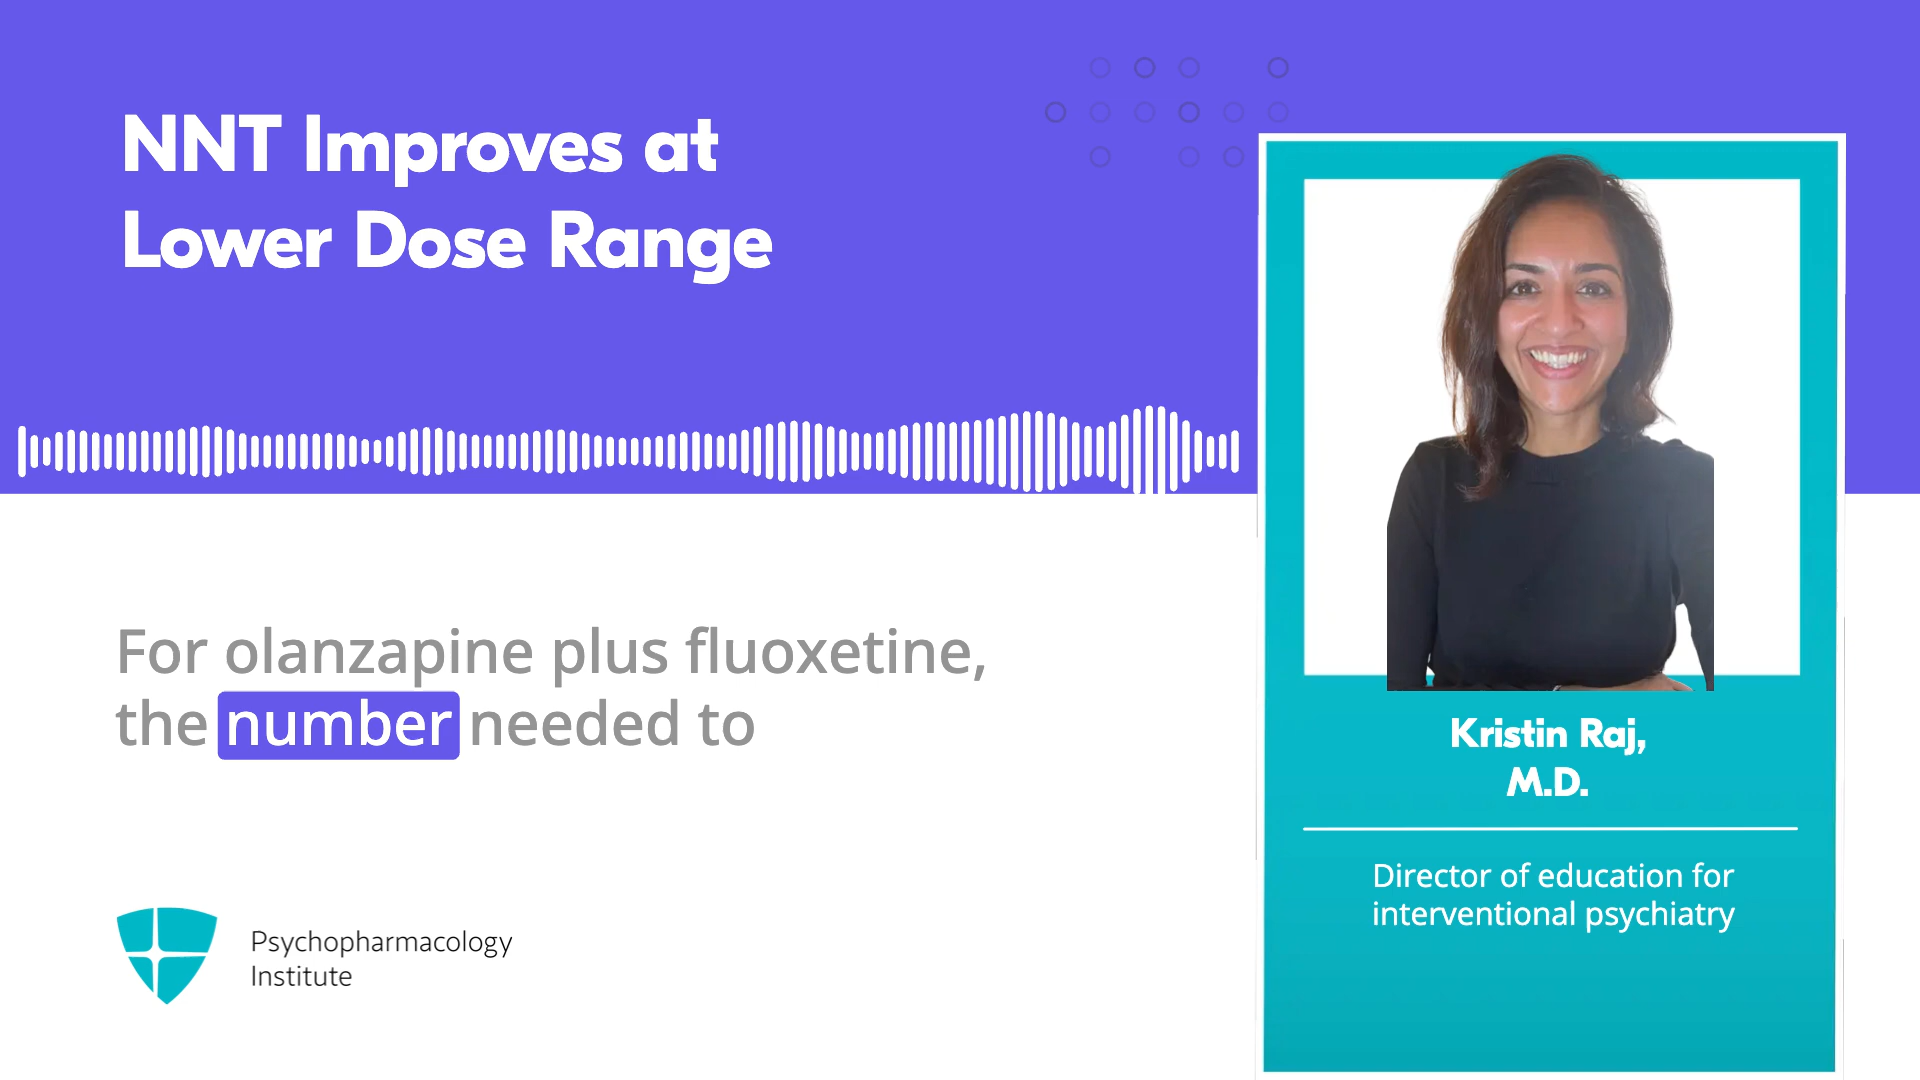 NNT Improves at
Lower Dose Range
For olanzapine plus fluoxetine,
the number needed to
Psychopharmacology
Institute
Kristin Raj,
M.D.
Director of education for
interventional psychiatry